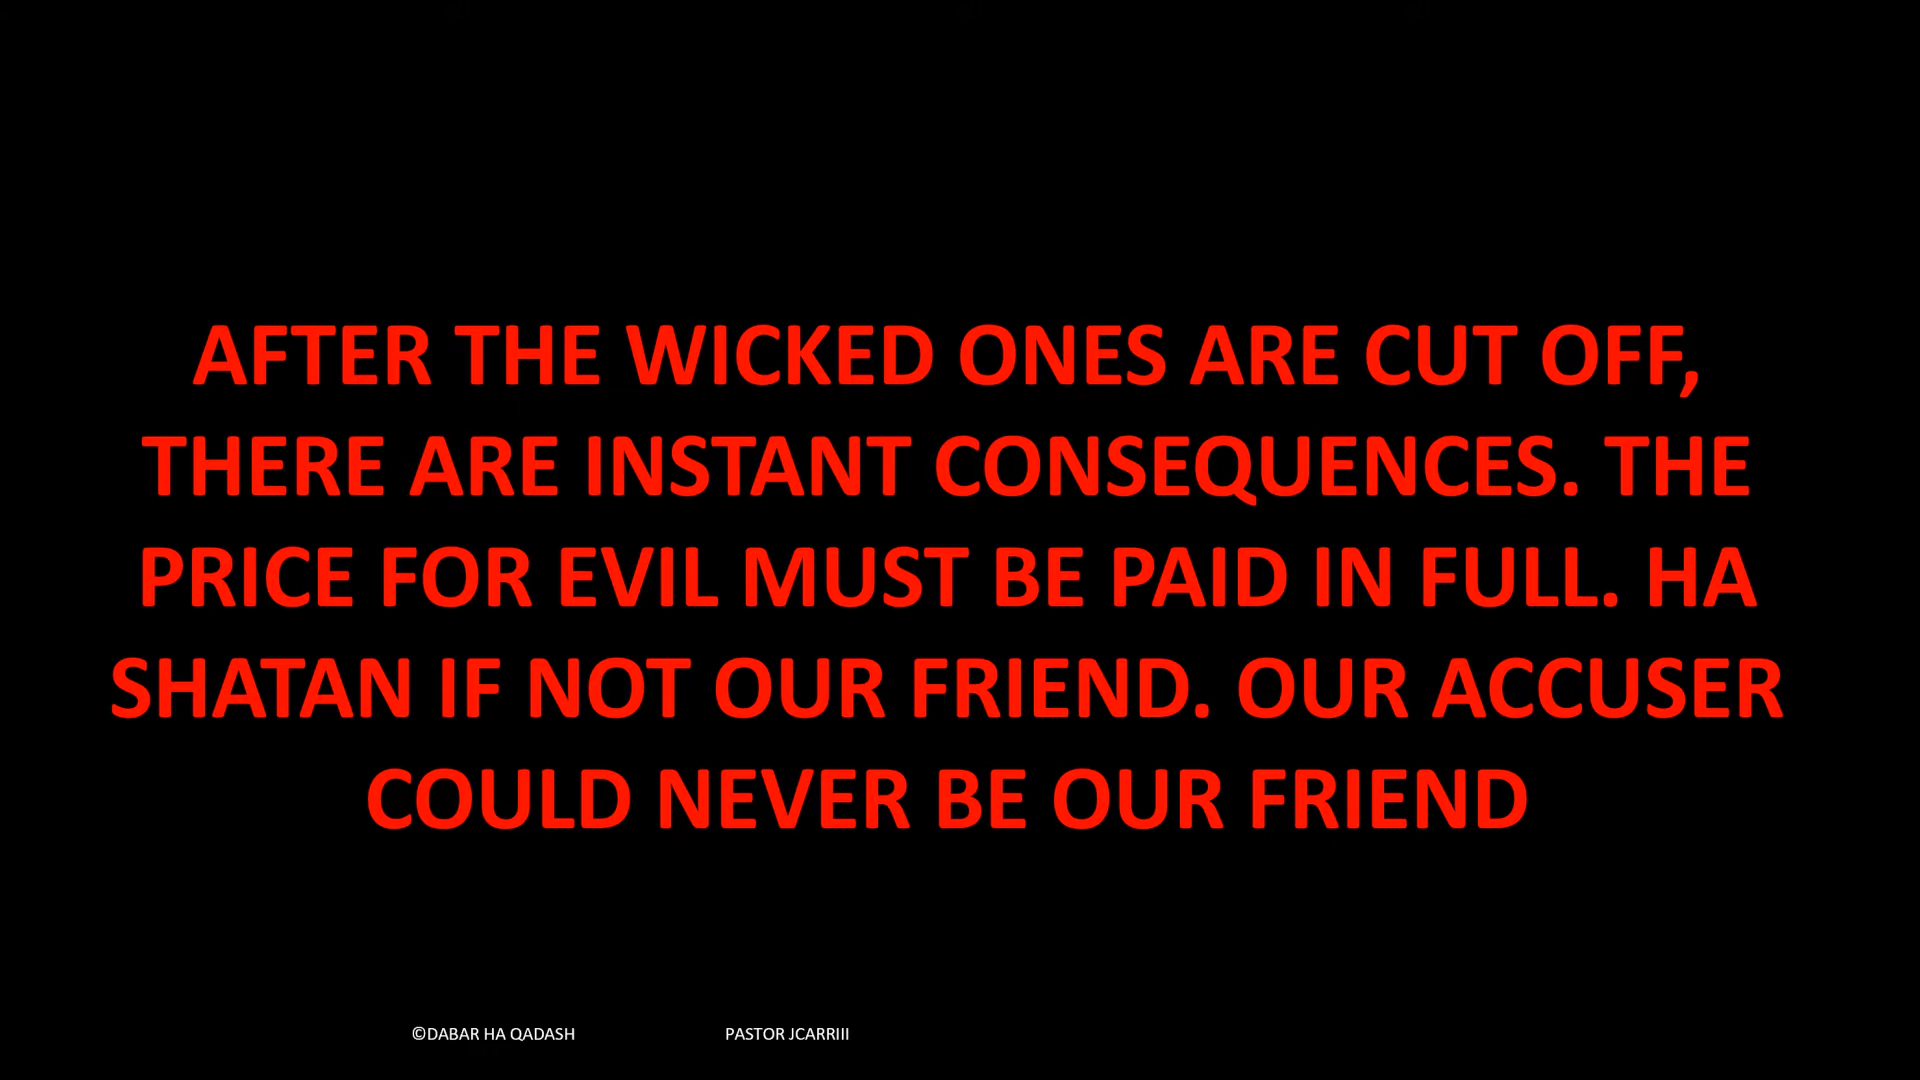 AFTER THE WICKED ONES ARE CUT OFF,
THERE ARE INSTANT CONSEQUENCES. THE
PRICE FOR EVIL MUST BE PAID IN FULL. HA
SHATAN IF NOT OUR FRIEND. OUR ACCUSER
COULD NEVER BE OUR FRIEND
©DABAR HA QADASH PASTOR JCARRIII